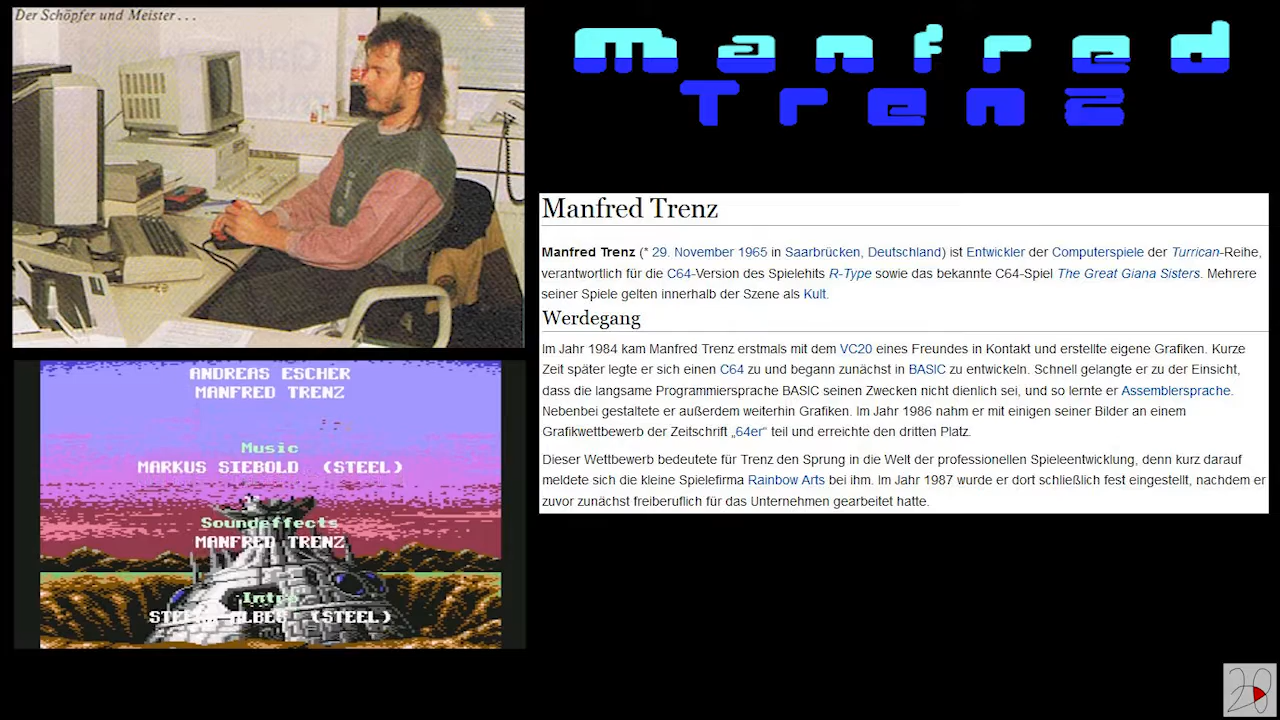 Der Schöpfer und Meister . . .
Manfred
Trenz
Manfred Trenz
Manfred Trenz (* 29. November 1965 in Saarbrücken, Deutschland) ist Entwickler der Computerspiele der Turrican-Reihe,
verantwortlich für die C64-Version des Spielehits R-Type sowie das bekannte C64-Spiel The Great Giana Sisters. Mehrere
seiner Spiele gelten innerhalb der Szene als Kult.
Werdegang
Im Jahr 1984 kam Manfred Trenz erstmals mit dem VC20 eines Freundes in Kontakt und erstellte eigene Grafiken. Kurze
Zeit später legte er sich einen C64 zu und begann zunächst in BASIC zu entwickeln. Schnell gelangte er zu der Einsicht,
dass die langsame Programmiersprache BASIC seinen Zwecken nicht dienlich sei, und so lernte er Assemblersprache.
Nebenbei gestaltete er außerdem weiterhin Grafiken. Im Jahr 1986 nahm er mit einigen seiner Bilder an einem
Grafikwettbewerb der Zeitschrift „64er“ teil und erreichte den dritten Platz.
Dieser Wettbewerb bedeutete für Trenz den Sprung in die Welt der professionellen Spieleentwicklung, denn kurz darauf
meldete sich die kleine Spielefirma Rainbow Arts bei ihm. Im Jahr 1987 wurde er dort schließlich fest eingestellt, nachdem er
zuvor zunächst freiberuflich für das Unternehmen gearbeitet hatte.
ANDREAS ESCHER
MANFRED TRENZ
Music
MARKUS SIEBOLD (STEEL)
Soundeffects
MANFRED TRENZ
Intro
(STEEL)